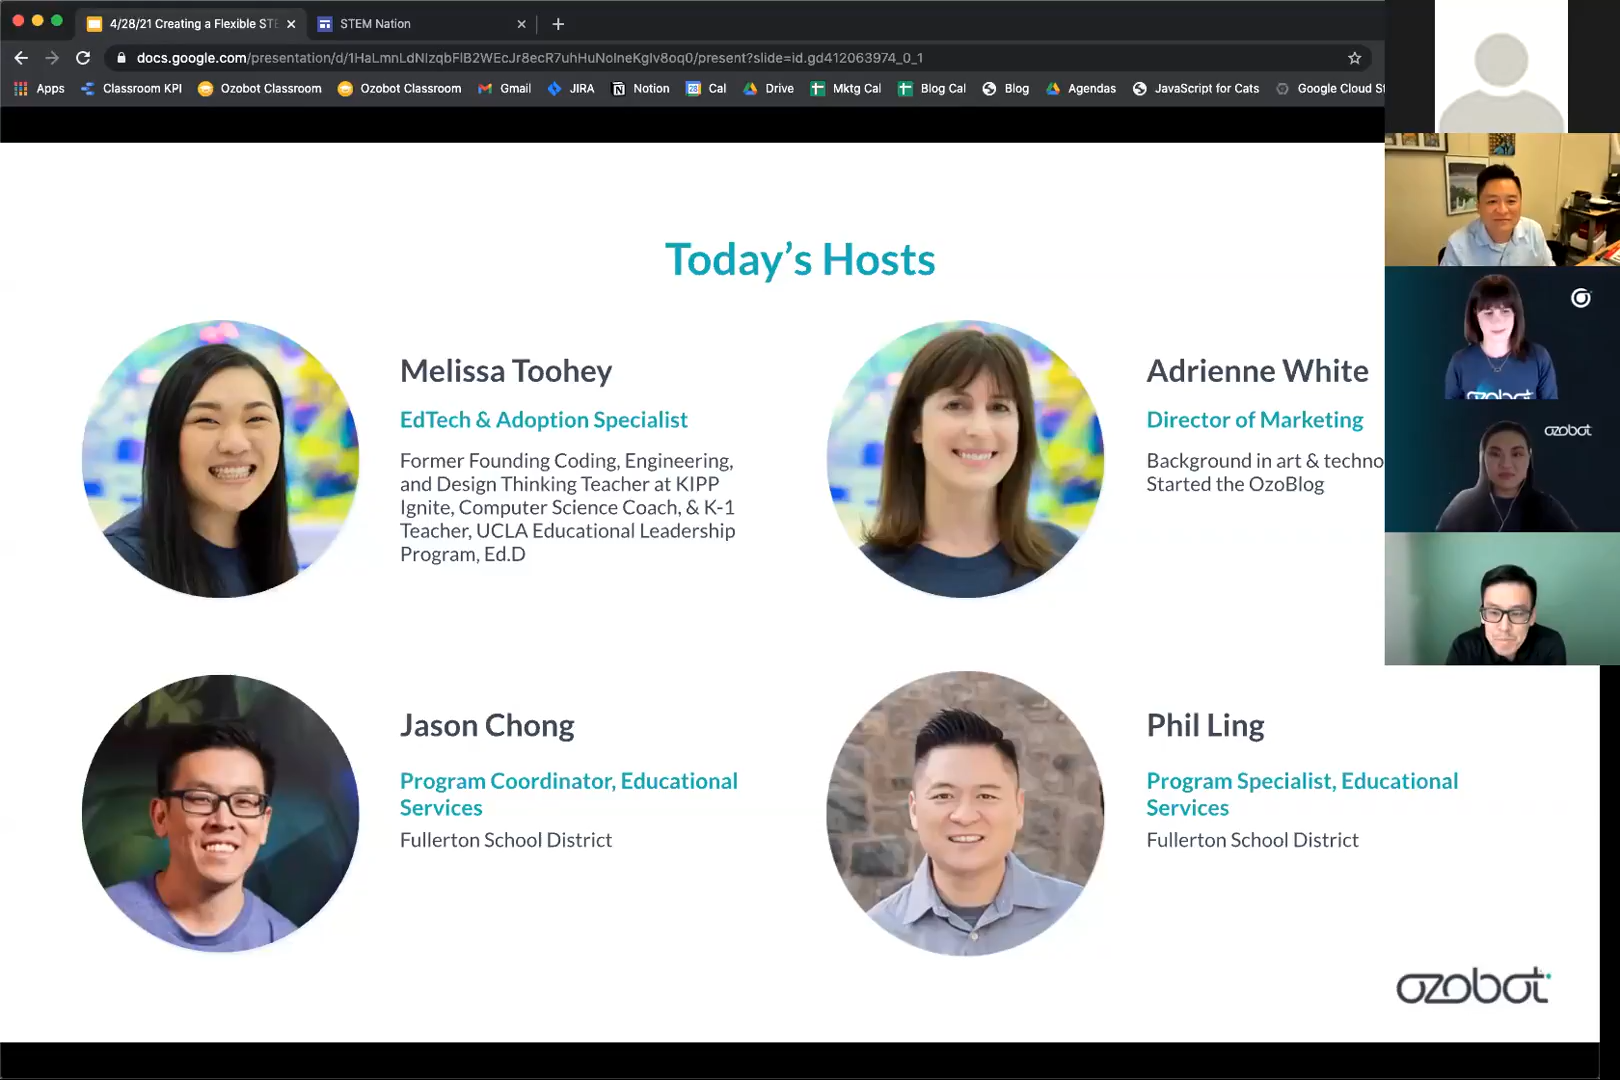 4/28/21 Creating a Flexible STE
STEM Nation
docs.google.com/presentation/d/1HaLmnLdNIzqbFlB2WEcJr8ecR7uhHuNolneKglv8oq0/present?slide=id.gd412063974_0_1
Apps Classroom KPI Ozobot Classroom Ozobot Classroom Gmail JIRA Notion Cal Drive Mktg Cal Blog Cal Blog Agendas JavaScript for Cats Google Cloud St
Today's Hosts
Melissa Toohey
EdTech & Adoption Specialist
Former Founding Coding, Engineering,
and Design Thinking Teacher at KIPP
Ignite, Computer Science Coach, & K-1
Teacher, UCLA Educational Leadership
Program, Ed.D
Adrienne White
Director of Marketing
Background in art & techno
Started the OzoBlog
Jason Chong
Program Coordinator, Educational
Services
Fullerton School District
Phil Ling
Program Specialist, Educational
Services
Fullerton School District
ozobot
ozobot
ozobot